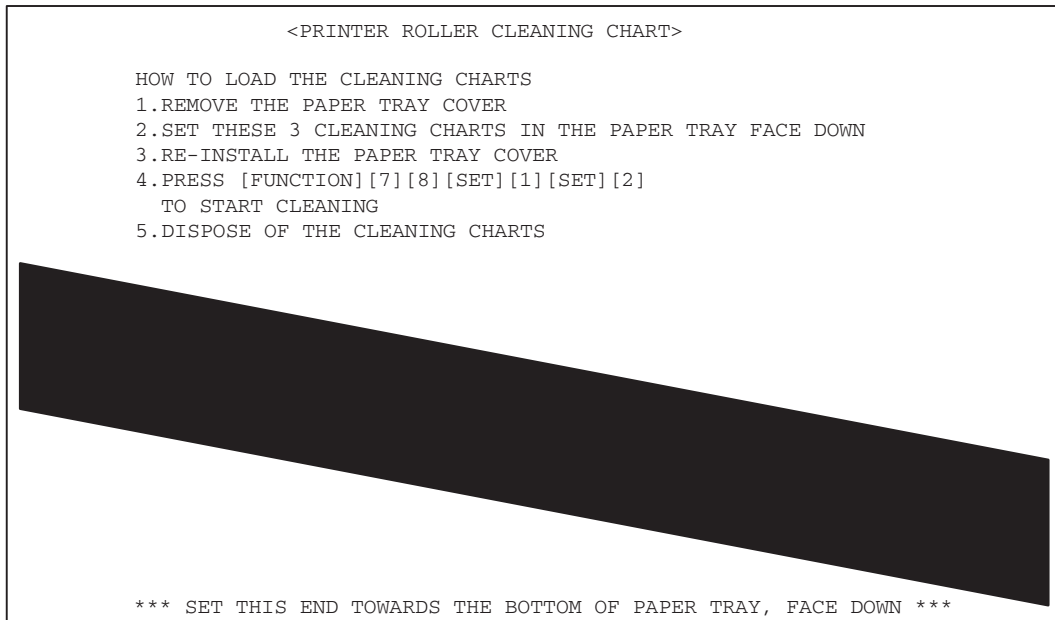 <PRINTER ROLLER CLEANING CHART>
HOW TO LOAD THE CLEANING CHARTS
1.REMOVE THE PAPER TRAY COVER
2.SET THESE 3 CLEANING CHARTS IN THE PAPER TRAY FACE DOWN
3.RE-INSTALL THE PAPER TRAY COVER
4.PRESS [FUNCTION][7][8][SET][1][SET][2]
TO START CLEANING
5.DISPOSE OF THE CLEANING CHARTS
*** SET THIS END TOWARDS THE BOTTOM OF PAPER TRAY, FACE DOWN ***